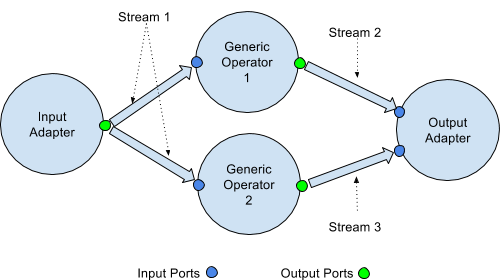 Stream 1
Generic
Operator
1
Stream 2
Input
Adapter
Output
Adapter
Generic
Operator
2
Stream 3
Input Ports
Output Ports